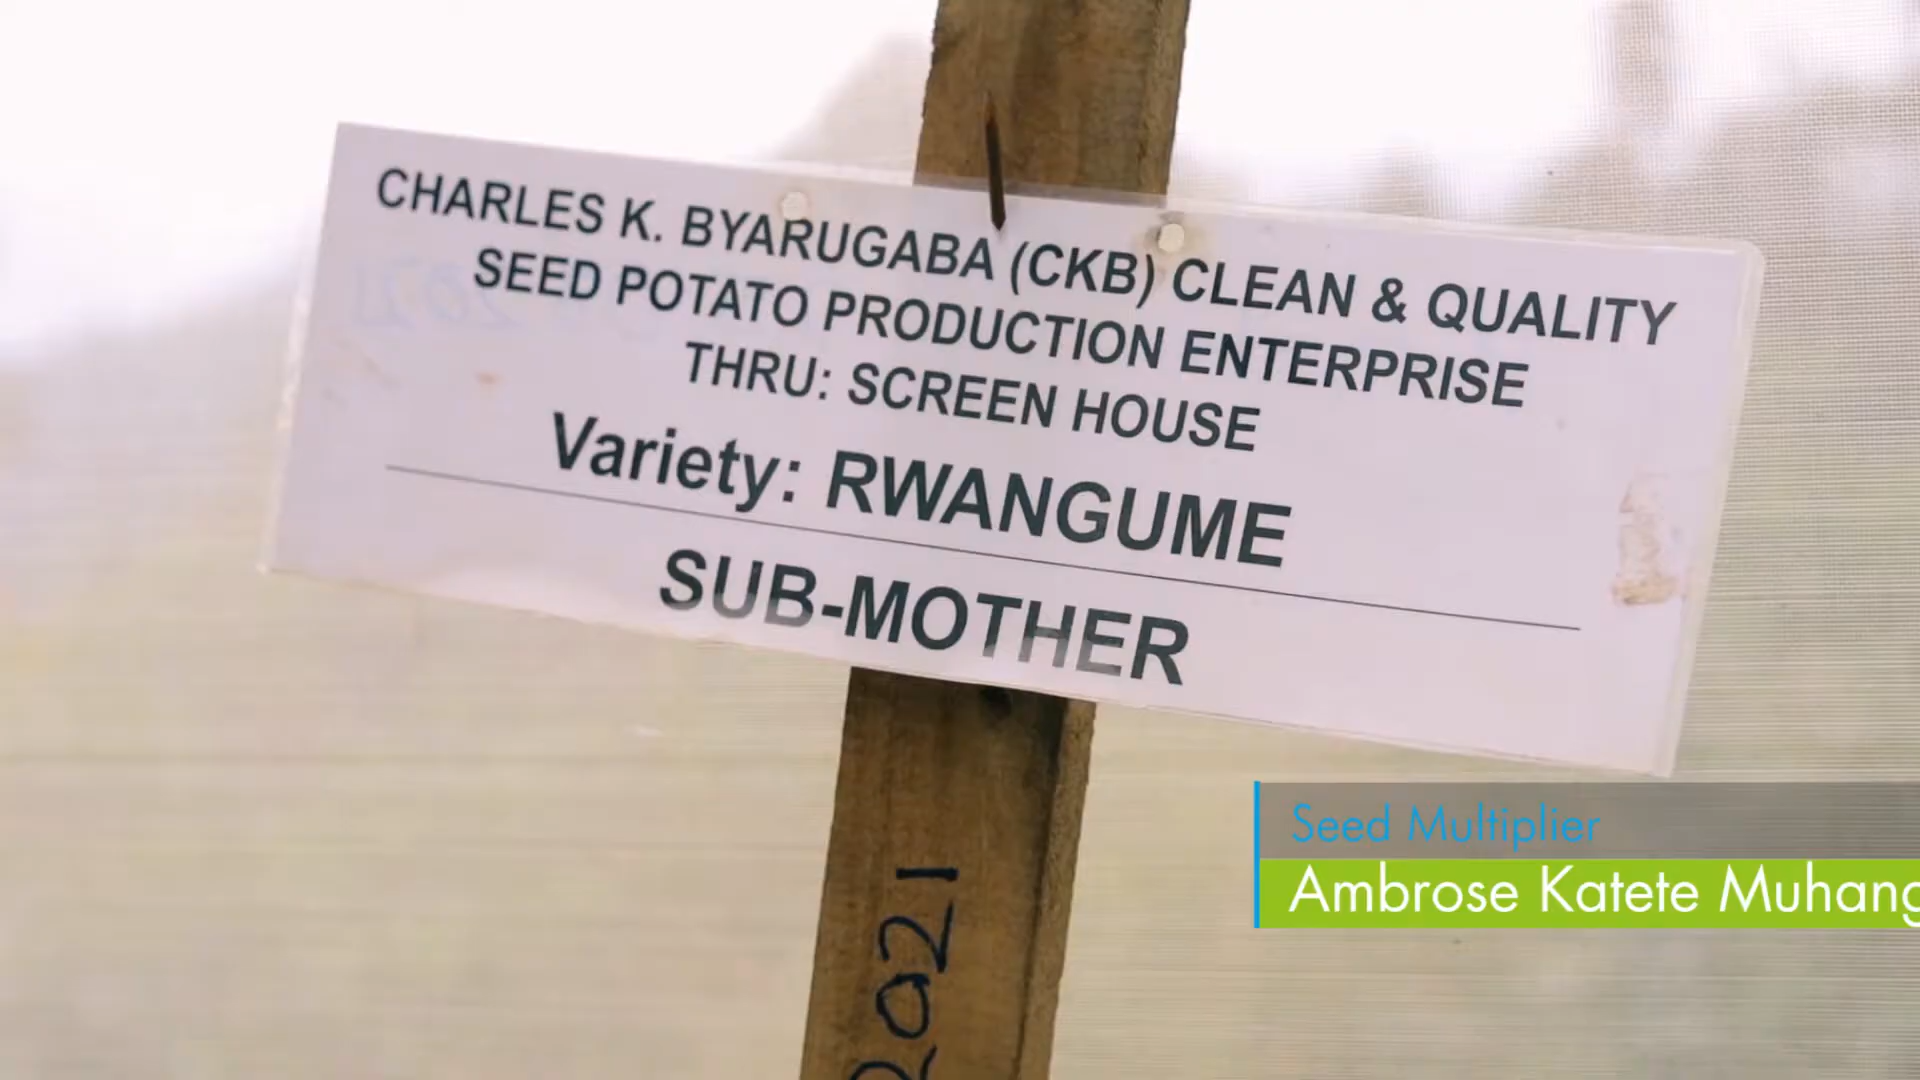 CHARLES K. BYARUGABA (CKB) CLEAN & QUALITY
SEED POTATO PRODUCTION ENTERPRISE
THRU: SCREEN HOUSE
Variety: RWANGUME
SUB-MOTHER
2021
Seed Multiplier
Ambrose Katete